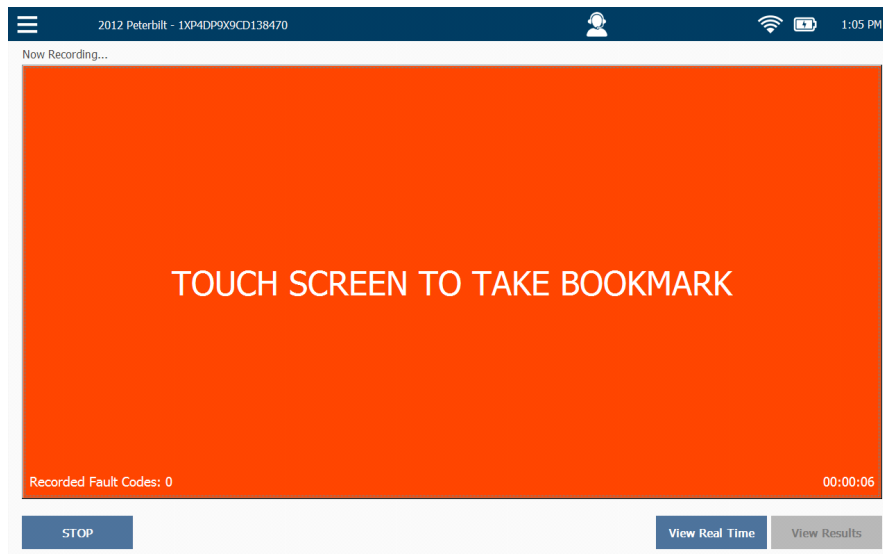 2012 Peterbilt - 1XP4DP9X9CD138470
1:05 PM
Now Recording...
TOUCH SCREEN TO TAKE BOOKMARK
Recorded Fault Codes: 0
00:00:06
STOP
View Real Time
View Results